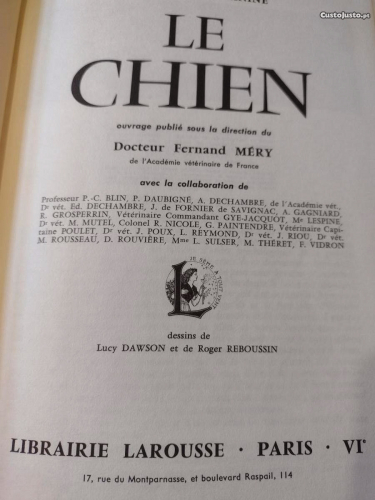 CustoJusto.pt
LE
CHIEN
ouvrage publié sous la direction du
Docteur Fernand MÉRY
de l'Académie vétérinaire de France
avec la collaboration de
Professeur P.-C. BLIN, P. DAUBIGNÉ, A. DECHAMBRE, de l'Académie vét.,
Dr vét. Ed. DECHAMBRE, J. de FORNIER de SAVIGNAC, A. GAGNIARD,
R. GROSPERRIN, Vétérinaire Commandant GYE-JACQUOT, Me LESPINE,
Dr vét. M. MUTEL, Colonel R. NICOLE, G. PAINTENDRE, Vétérinaire Capi-
taine POULET, Dr vét. J. POUX, L. REYMOND, Dr vét. J. RIOU, Dr vét.
M. ROUSSEAU, D. ROUVIÈRE, Mme L. SULSER, M. THÉRET, F. VIDRON
JE SÈME A TOUT VENT
dessins de
Lucy DAWSON et de Roger REBOUSSIN
LIBRAIRIE LAROUSSE · PARIS · VIe
17, rue du Montparnasse, et boulevard Raspail, 114